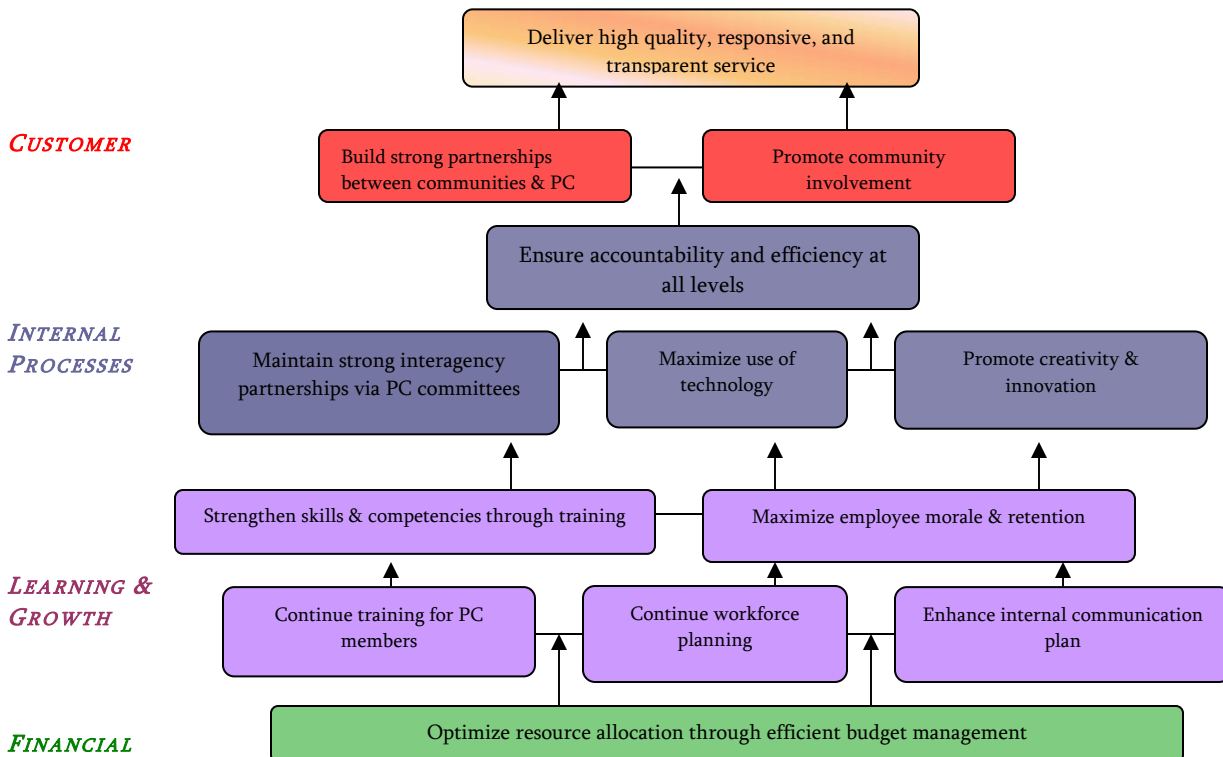 Deliver high quality, responsive, and
transparent service
CUSTOMER
Build strong partnerships
between communities & PC
Promote community
involvement
Ensure accountability and efficiency at
all levels
INTERNAL
PROCESSES
Maintain strong interagency
partnerships via PC committees
Maximize use of
technology
Promote creativity &
innovation
Strengthen skills & competencies through training
Maximize employee morale & retention
LEARNING &
GROWTH
Continue training for PC
members
Continue workforce
planning
Enhance internal communication
plan
FINANCIAL
Optimize resource allocation through efficient budget management